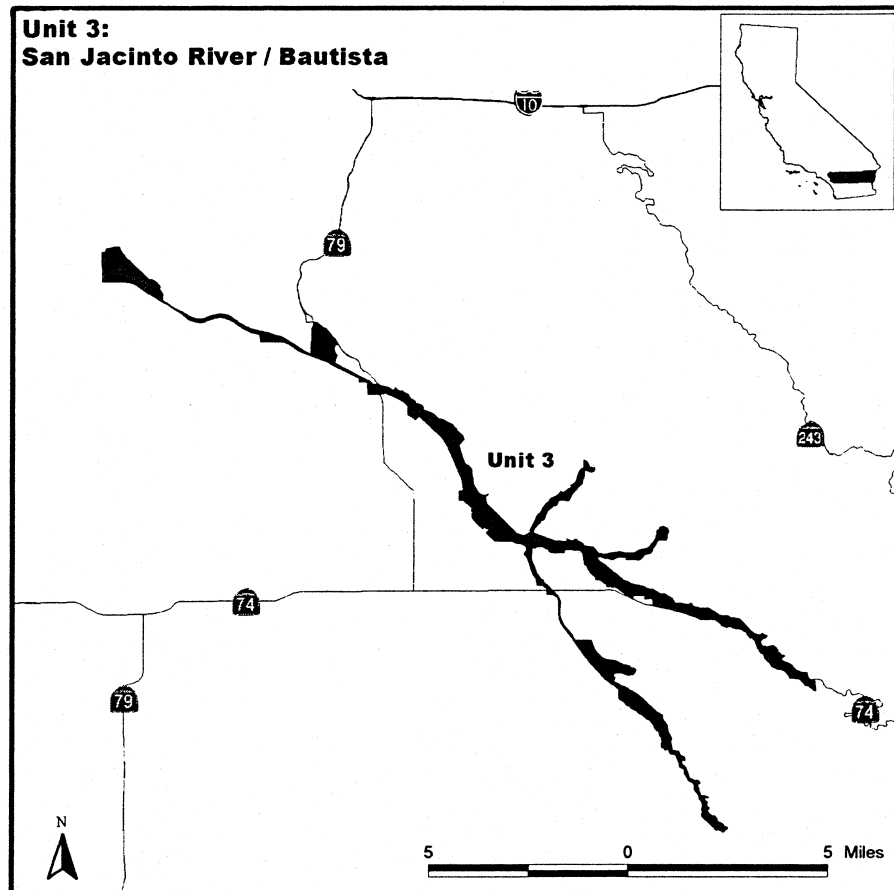 Unit 3:
San Jacinto River / Bautista
10
79
243
Unit 3
74
79
74
N
5 0 5 Miles